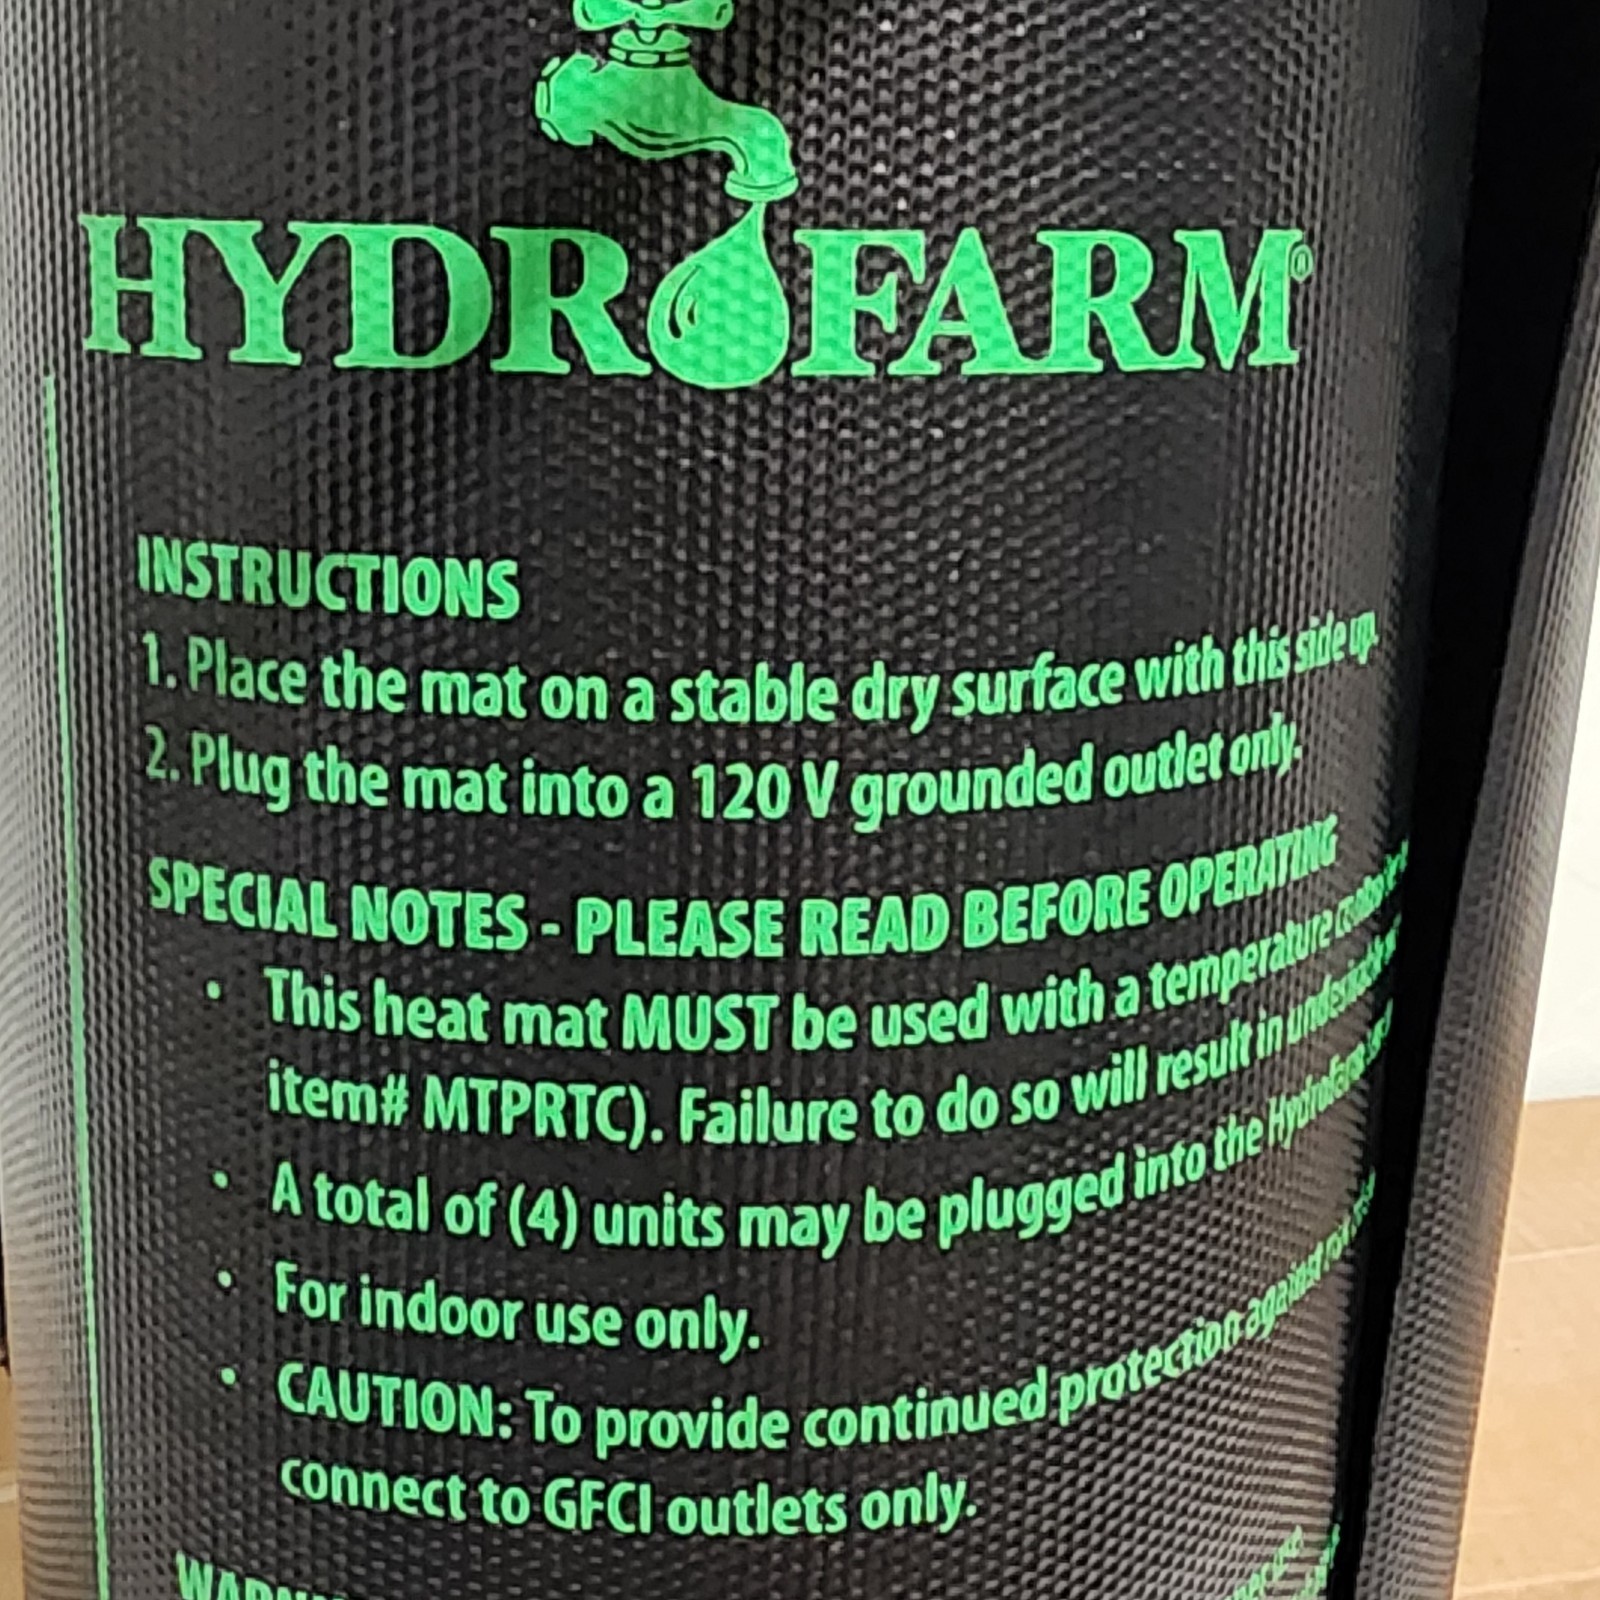 HYDROFARM®
INSTRUCTIONS
1. Place the mat on a stable dry surface with this side up.
2. Plug the mat into a 120 V grounded outlet only.
SPECIAL NOTES - PLEASE READ BEFORE OPERATING
• This heat mat MUST be used with a temperature
item# MTPRTC). Failure to do so will result in
• A total of (4) units may be plugged into the Hydrofarm
• For indoor use only.
• CAUTION: To provide continued protection against
connect to GFCI outlets only.